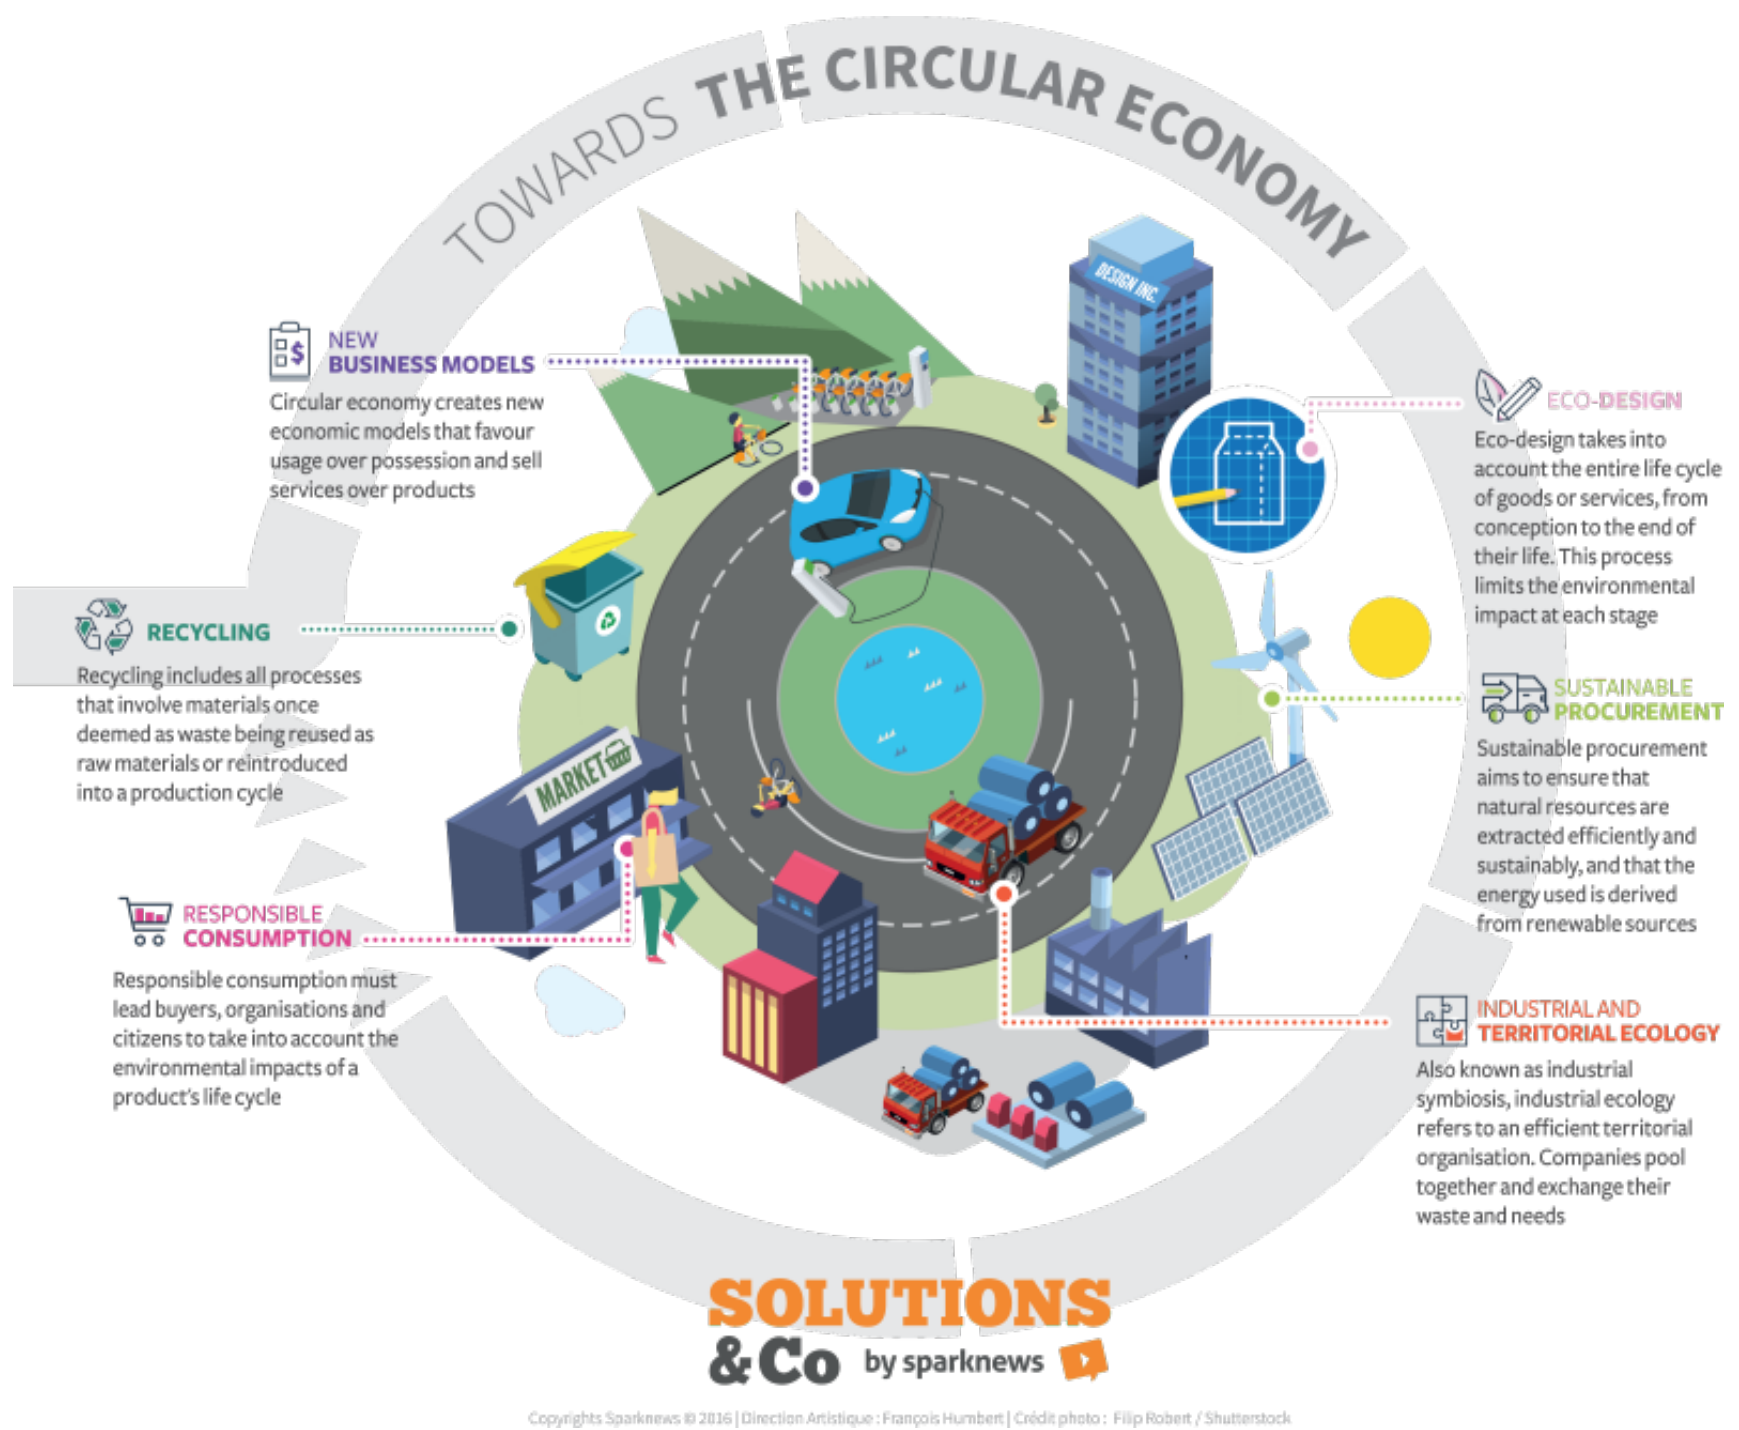 TOWARDS THE CIRCULAR ECONOMY
DESIGN INC.
NEW
BUSINESS MODELS
Circular economy creates new
economic models that favour
usage over possession and sell
services over products
ECO-DESIGN
Eco-design takes into
account the entire life cycle
of goods or services, from
conception to the end of
their life. This process
limits the environmental
impact at each stage
RECYCLING
Recycling includes all processes
that involve materials once
deemed as waste being reused as
raw materials or reintroduced
into a production cycle
SUSTAINABLE
PROCUREMENT
Sustainable procurement
aims to ensure that
natural resources are
extracted efficiently and
sustainably, and that the
energy used is derived
from renewable sources
MARKET
RESPONSIBLE
CONSUMPTION
Responsible consumption must
lead buyers, organisations and
citizens to take into account the
environmental impacts of a
product's life cycle
INDUSTRIAL AND
TERRITORIAL ECOLOGY
Also known as industrial
symbiosis, industrial ecology
refers to an efficient territorial
organisation. Companies pool
together and exchange their
waste and needs
SOLUTIONS
&Co by sparknews
Copyrights Sparknews © 2016 | Direction Artistique : François Humbert | Crédit photo : Filip Robert / Shutterstock